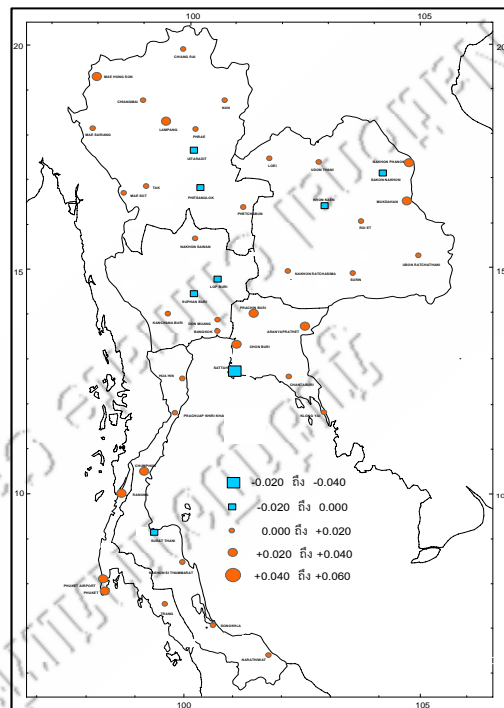 100 105
20 20
CHIANG RAI
MAE HONG SON
CHIANGMAI
NAN
LAMPANG
MAE SARIANG
PHRAE
UTTARADIT
LOEI
UDON THANI
NAKHON PHANOM
SAKON NAKHON
TAK
MAE SOT
PHITSANULOK
PHETCHABUN
KHON KAEN
MUKDAHAN
ROI ET
NAKHON SAWAN
UBON RATCHATHANI
15 15
NAKHON RATCHASIMA
SURIN
LOP BURI
SUPHAN BURI
KANCHANA BURI
DON MUANG
BANGKOK
PRACHIN BURI
ARANYAPRATHET
CHON BURI
SATTAHIP
HUA HIN
CHANTABURI
PRACHUAP KHIRI KHAN
KLONG YAI
CHUMPHON
-0.020 ถึง -0.040
10 10
RANONG
-0.020 ถึง 0.000
0.000 ถึง +0.020
SURAT THANI
+0.020 ถึง +0.040
NAKHON SI THAMMARAT
+0.040 ถึง +0.060
PHUKET AIRPORT
PHUKET
TRANG
SONGKHLA
NARATHIWAT
100 105